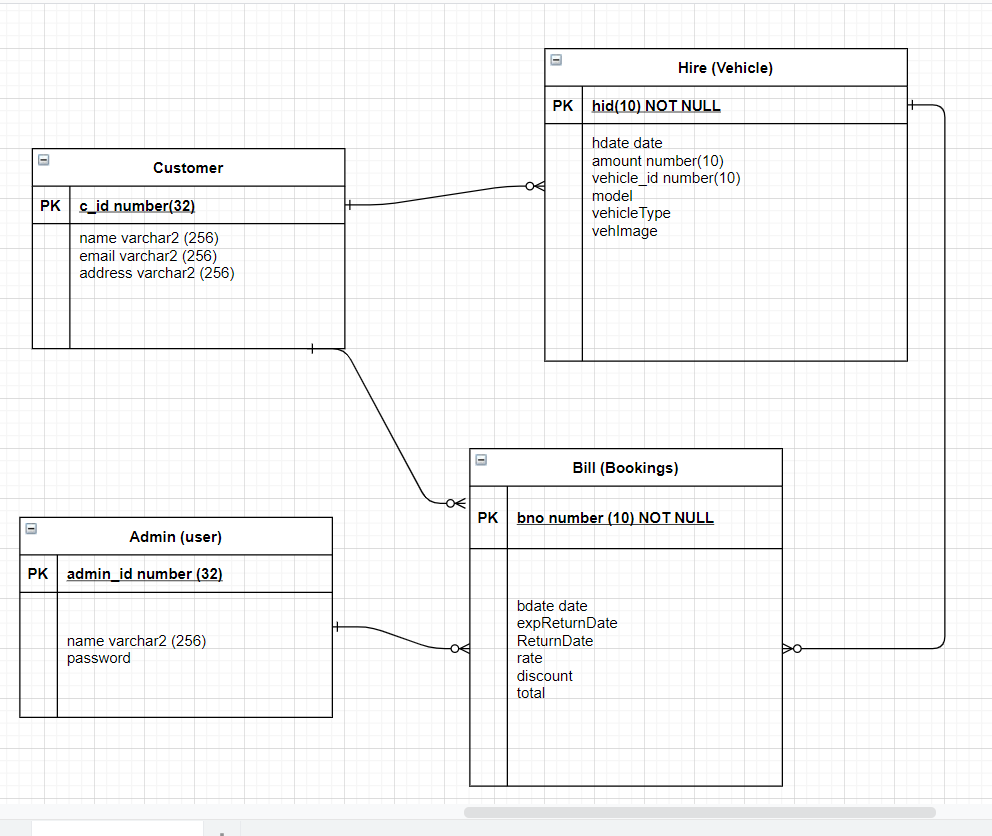 Hire (Vehicle)
PK hid(10) NOT NULL
hdate date
amount number(10)
vehicle_id number(10)
model
vehicleType
vehImage
Customer
PK c_id number(32)
name varchar2 (256)
email varchar2 (256)
address varchar2 (256)
Bill (Bookings)
PK bno number (10) NOT NULL
bdate date
expReturnDate
ReturnDate
rate
discount
total
Admin (user)
PK admin_id number (32)
name varchar2 (256)
password